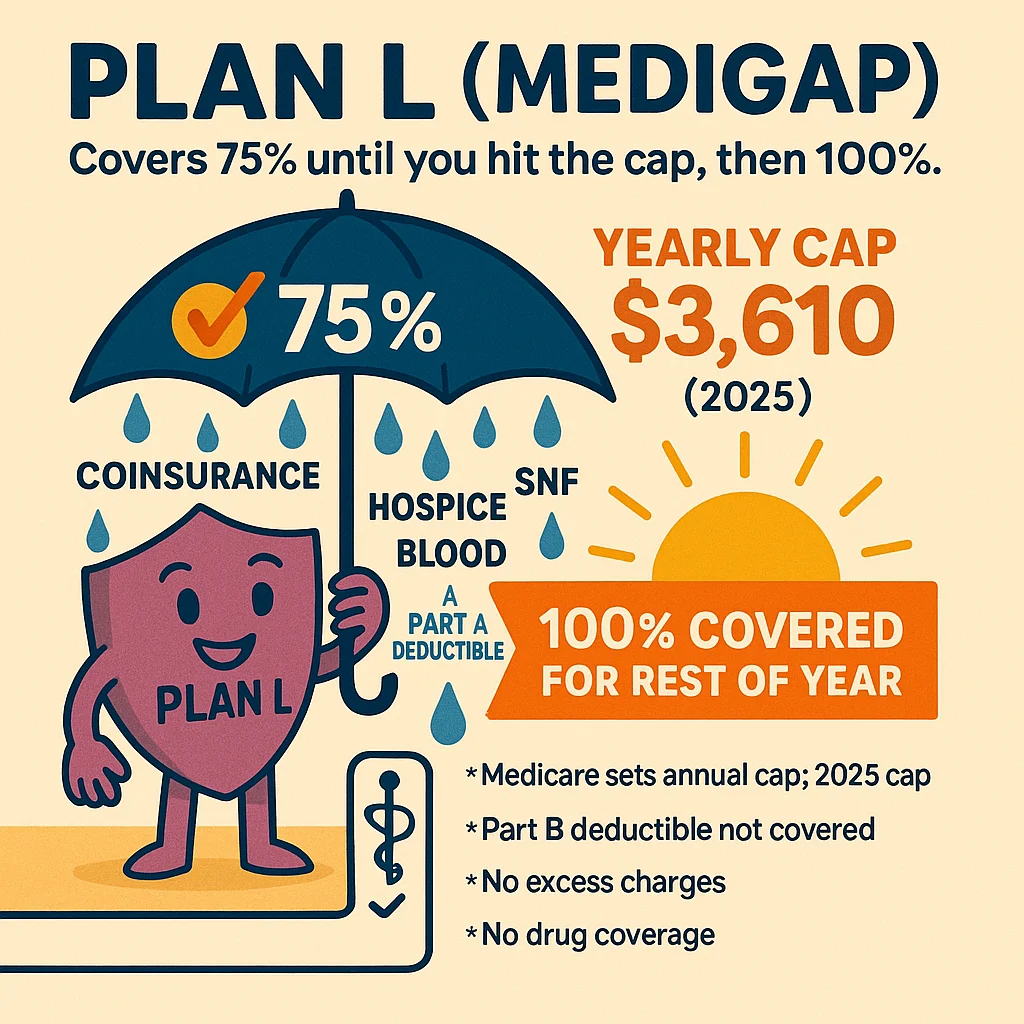 PLAN L (MEDIGAP)
Covers 75% until you hit the cap, then 100%.
75%
YEARLY CAP
$3,610
(2025)
COINSURANCE
HOSPICE
SNF
BLOOD
A
PART A
DEDUCTIBLE
PLAN L
100% COVERED
FOR REST OF YEAR
*Medicare sets annual cap; 2025 cap
*Part B deductible not covered
*No excess charges
*No drug coverage